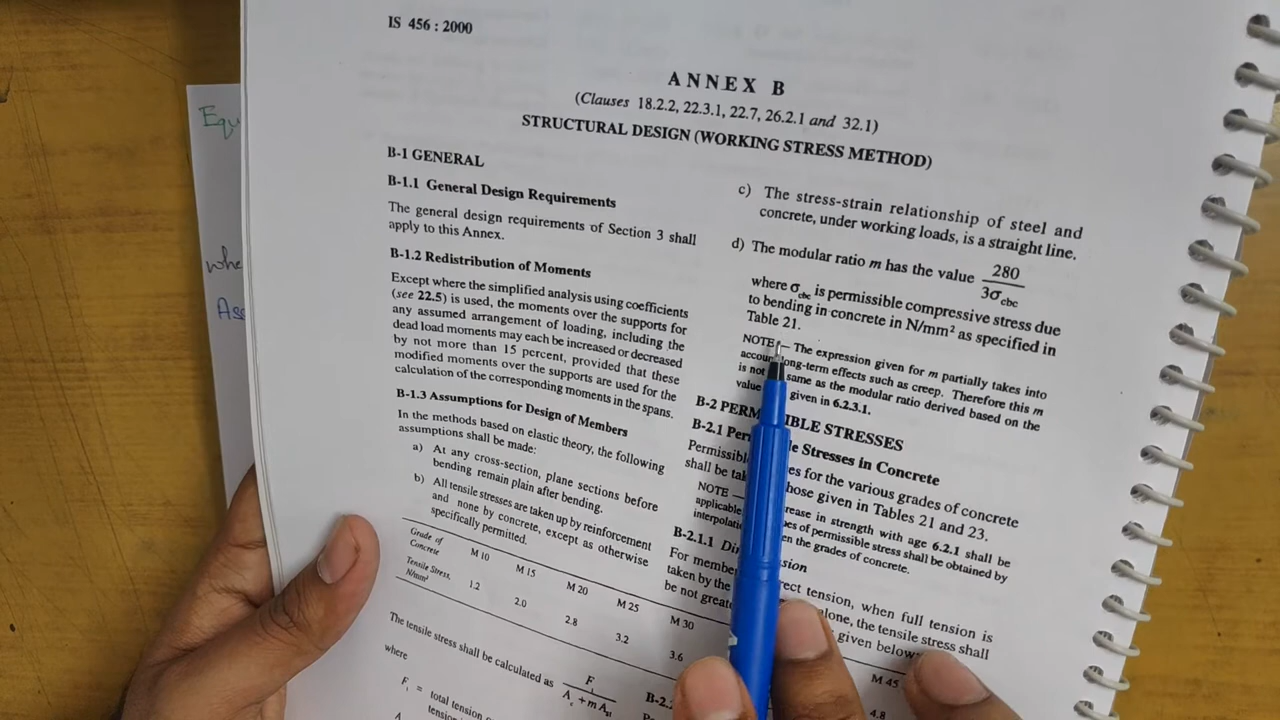 IS 456 : 2000
ANNEX B
(Clauses 18.2.2, 22.3.1, 22.7, 26.2.1 and 32.1)
STRUCTURAL DESIGN (WORKING STRESS METHOD)
B-1 GENERAL
B-1.1 General Design Requirements
The general design requirements of Section 3 shall
apply to this Annex.
B-1.2 Redistribution of Moments
Except where the simplified analysis using coefficients
(see 22.5) is used, the moments over the supports for
any assumed arrangement of loading, including the
dead load moments may each be increased or decreased
by not more than 15 percent, provided that these
modified moments over the supports are used for the
calculation of the corresponding moments in the spans.
B-1.3 Assumptions for Design of Members
In the methods based on elastic theory, the following
assumptions shall be made:
a) At any cross-section, plane sections before
bending remain plain after bending.
b) All tensile stresses are taken up by reinforcement
and none by concrete, except as otherwise
specifically permitted.
c) The stress-strain relationship of steel and
concrete, under working loads, is a straight line.
d) The modular ratio m has the value 280/3σcbc
where σcbc is permissible compressive stress due
to bending in concrete in N/mm² as specified in
Table 21.
NOTE — The expression given for m partially takes into
long-term effects such as creep. Therefore this m
is not same as the modular ratio derived based on the
value given in 6.2.3.1.
B-2 STRESSES
B-2.1 Stresses in Concrete
for the various grades of concrete
shall be those given in Tables 21 and 23.
NOTE — strength with age 6.2.1 shall be
applicable of permissible stress shall be obtained by
the grades of concrete.
B-2.1.1
For tension, when full tension is
taken by the alone, the tensile stress shall
be not given below:
Grade of Concrete M 10 M 15 M 20 M 25 M 30 M 45
Tensile Stress, N/mm² 1.2 2.0 2.8 3.2 3.6 4.8
The tensile stress shall be calculated as Ft / Ac + m Ast
where
Ft = total tension
Equ
whe
Ass